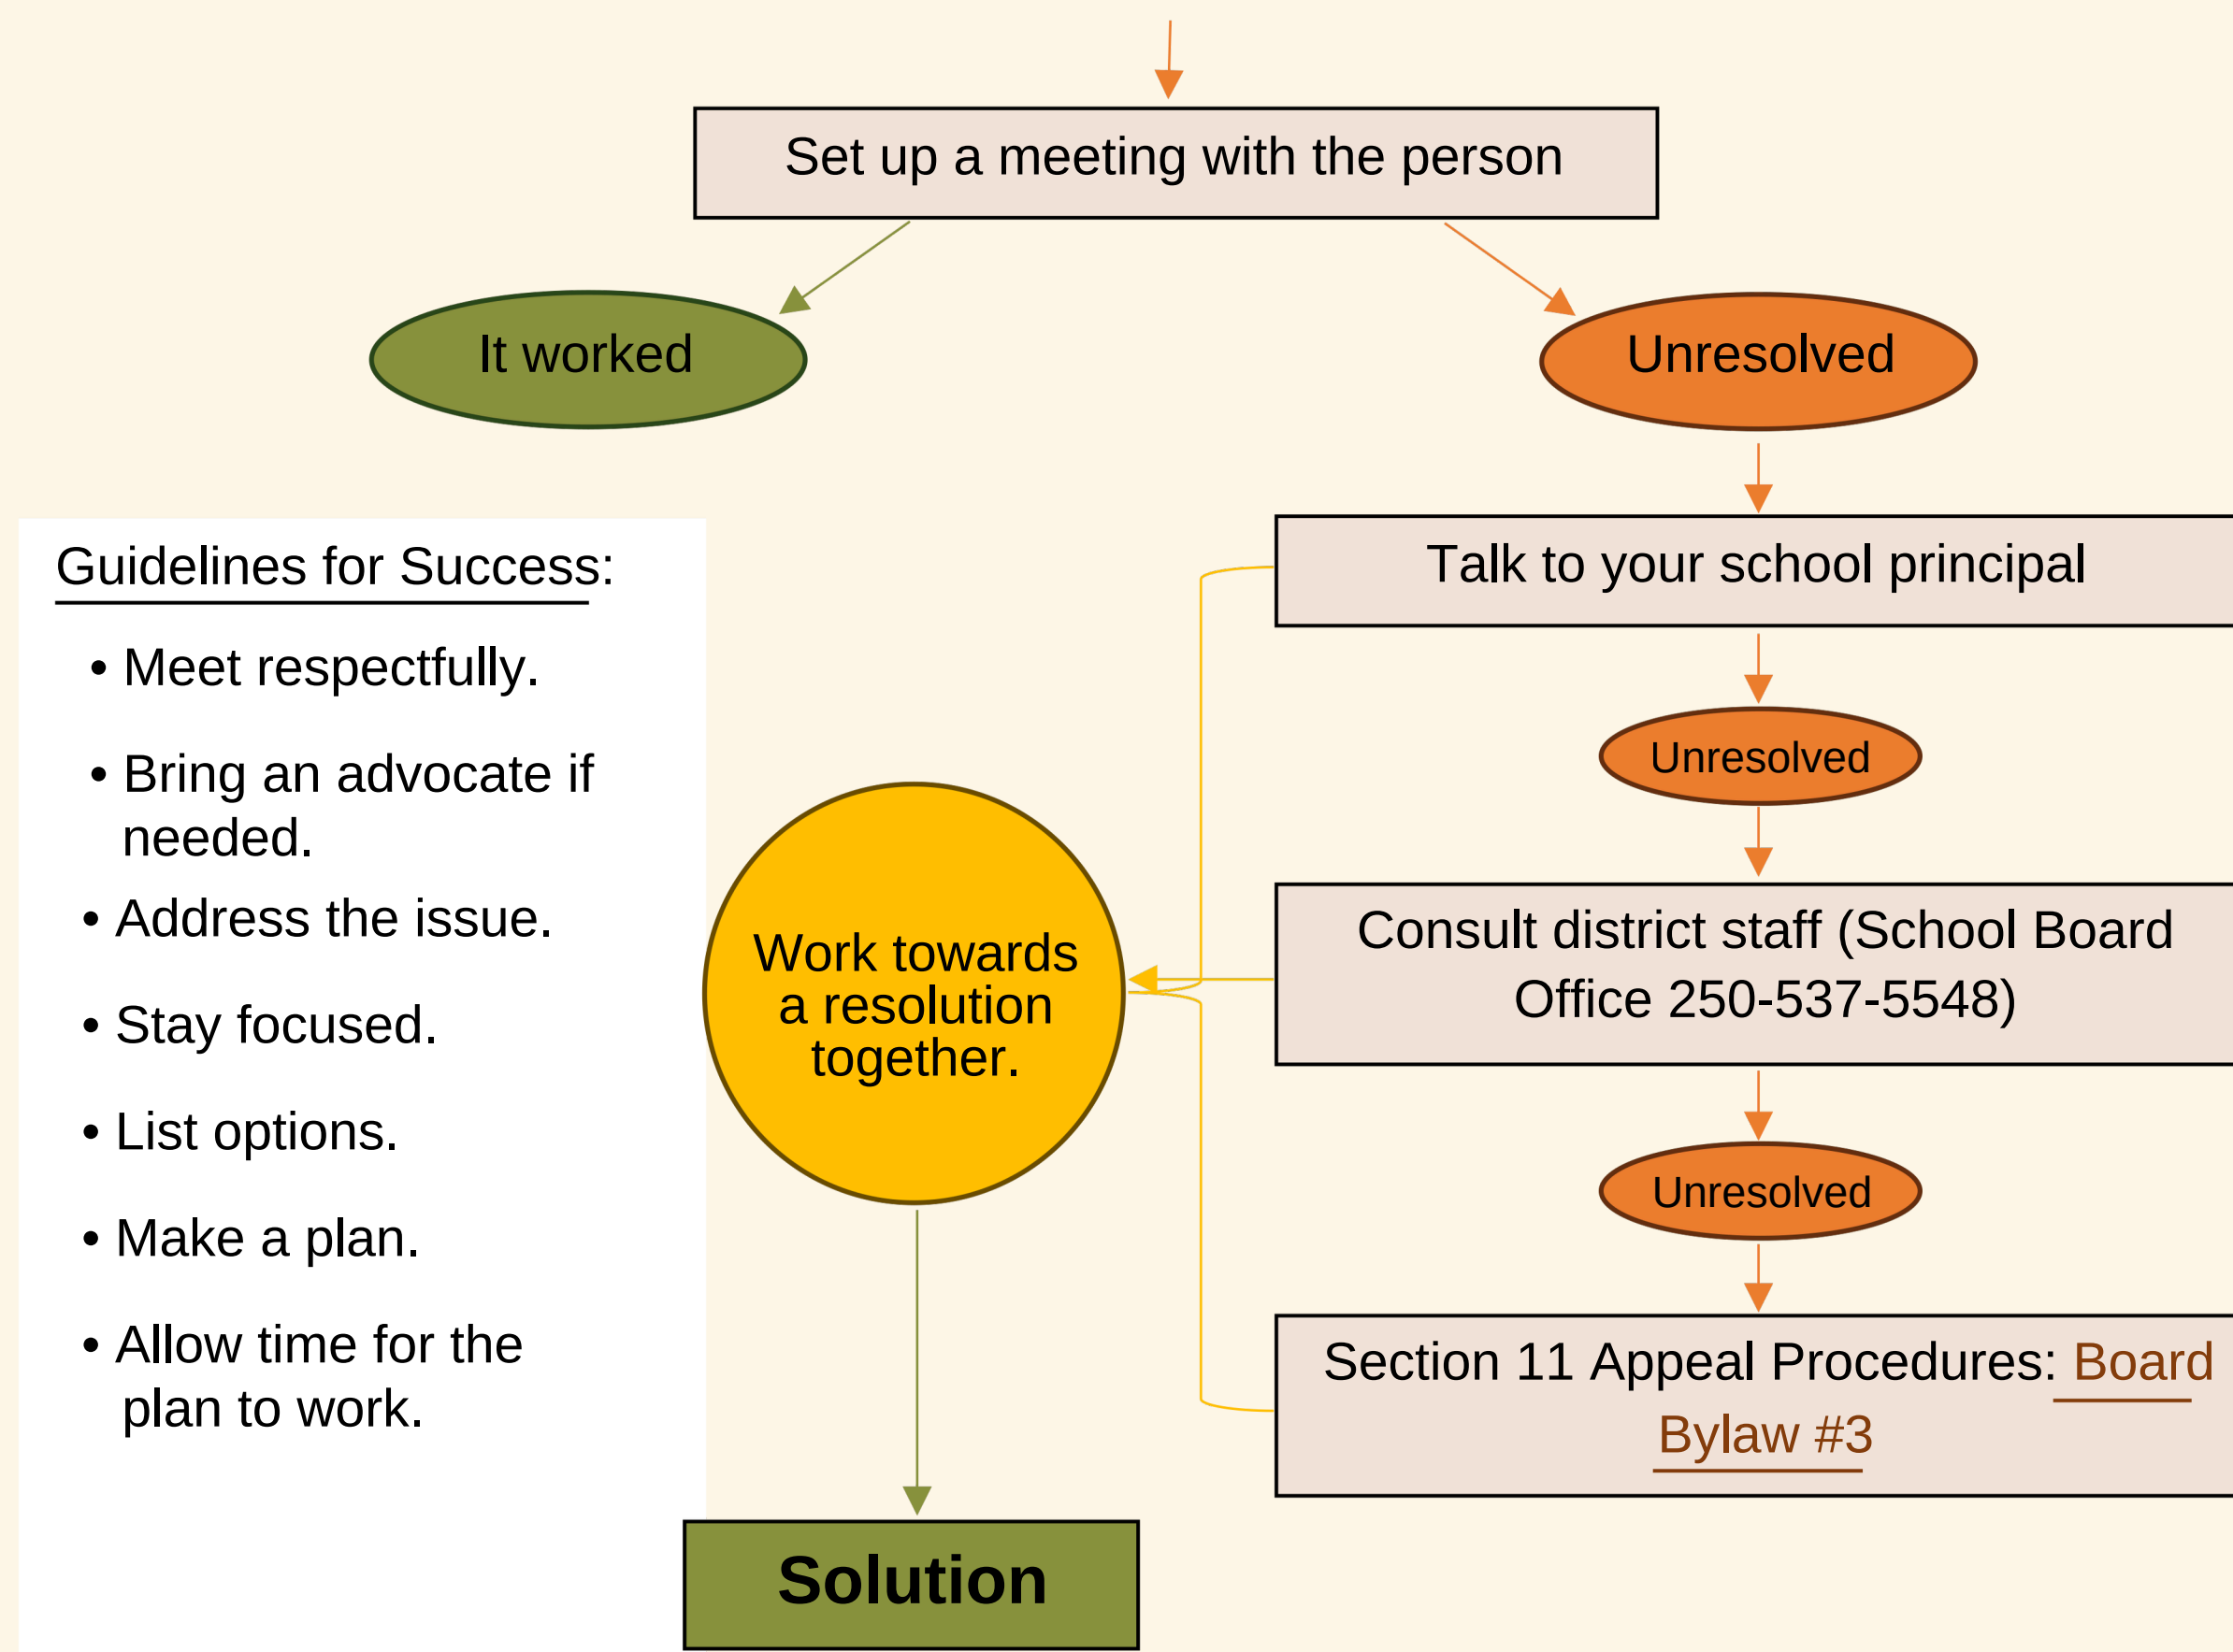 Set up a meeting with the person
It worked
Unresolved
Talk to your school principal
Unresolved
Consult district staff (School Board
Office 250-537-5548)
Unresolved
Section 11 Appeal Procedures: Board
Bylaw #3
Work towards
a resolution
together.
Solution
Guidelines for Success:
• Meet respectfully.
• Bring an advocate if
needed.
• Address the issue.
• Stay focused.
• List options.
• Make a plan.
• Allow time for the
plan to work.